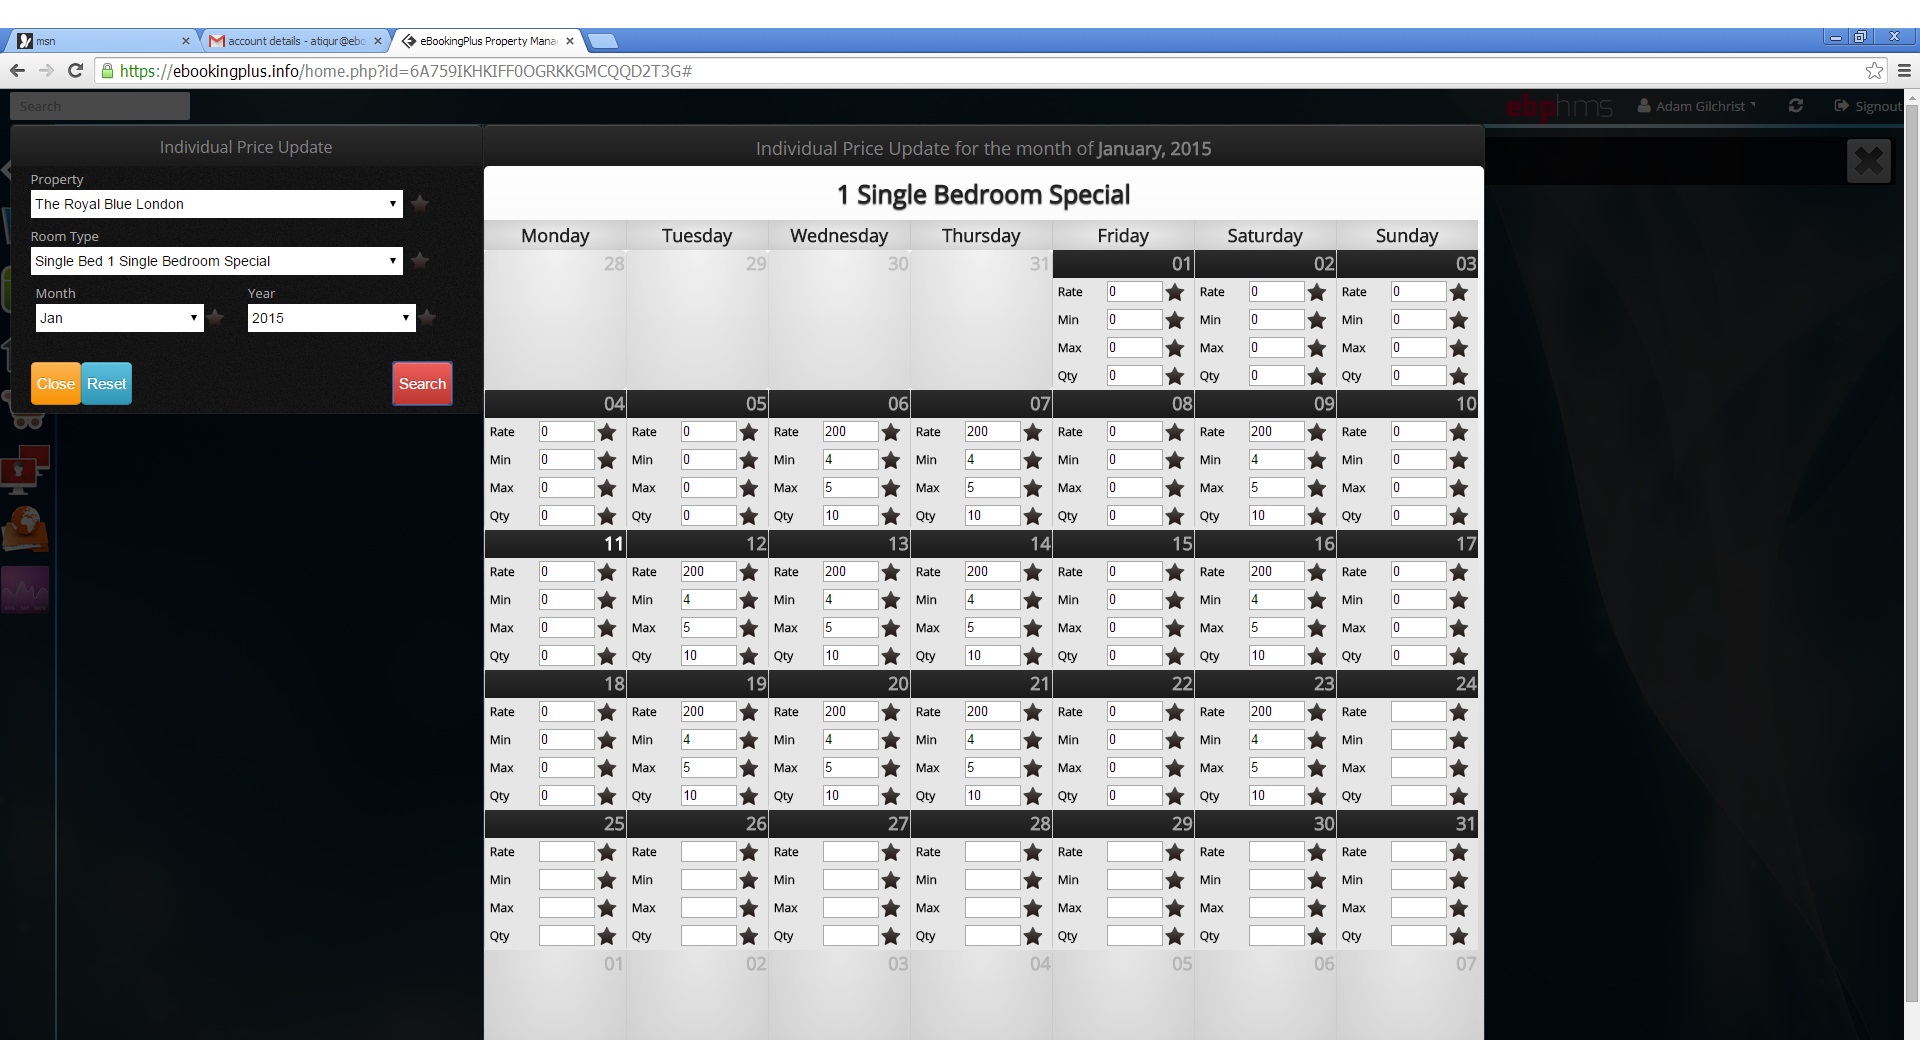 msn
account details - atiqur@ebo
eBookingPlus Property Mana
https://ebookingplus.info/home.php?id=6A759IKHKIFF0OGRKKGMCQQD2T3G#
Search
ebphms
Adam Gilchrist
Signout
Individual Price Update
Property
The Royal Blue London
Room Type
Single Bed 1 Single Bedroom Special
Month Year
Jan 2015
Close Reset Search
Individual Price Update for the month of January, 2015
1 Single Bedroom Special
Monday Tuesday Wednesday Thursday Friday Saturday Sunday
28 29 30 31 01 02 03
Rate 0 Rate 0 Rate 0
Min 0 Min 0 Min 0
Max 0 Max 0 Max 0
Qty 0 Qty 0 Qty 0
04 05 06 07 08 09 10
Rate 0 Rate 0 Rate 200 Rate 200 Rate 0 Rate 200 Rate 0
Min 0 Min 0 Min 4 Min 4 Min 0 Min 4 Min 0
Max 0 Max 0 Max 5 Max 5 Max 0 Max 5 Max 0
Qty 0 Qty 0 Qty 10 Qty 10 Qty 0 Qty 10 Qty 0
11 12 13 14 15 16 17
Rate 0 Rate 200 Rate 200 Rate 200 Rate 0 Rate 200 Rate 0
Min 0 Min 4 Min 4 Min 4 Min 0 Min 4 Min 0
Max 0 Max 5 Max 5 Max 5 Max 0 Max 5 Max 0
Qty 0 Qty 10 Qty 10 Qty 10 Qty 0 Qty 10 Qty 0
18 19 20 21 22 23 24
Rate 0 Rate 200 Rate 200 Rate 200 Rate 0 Rate 200 Rate
Min 0 Min 4 Min 4 Min 4 Min 0 Min 4 Min
Max 0 Max 5 Max 5 Max 5 Max 0 Max 5 Max
Qty 0 Qty 10 Qty 10 Qty 10 Qty 0 Qty 10 Qty
25 26 27 28 29 30 31
Rate Rate Rate Rate Rate Rate Rate
Min Min Min Min Min Min Min
Max Max Max Max Max Max Max
Qty Qty Qty Qty Qty Qty Qty
01 02 03 04 05 06 07